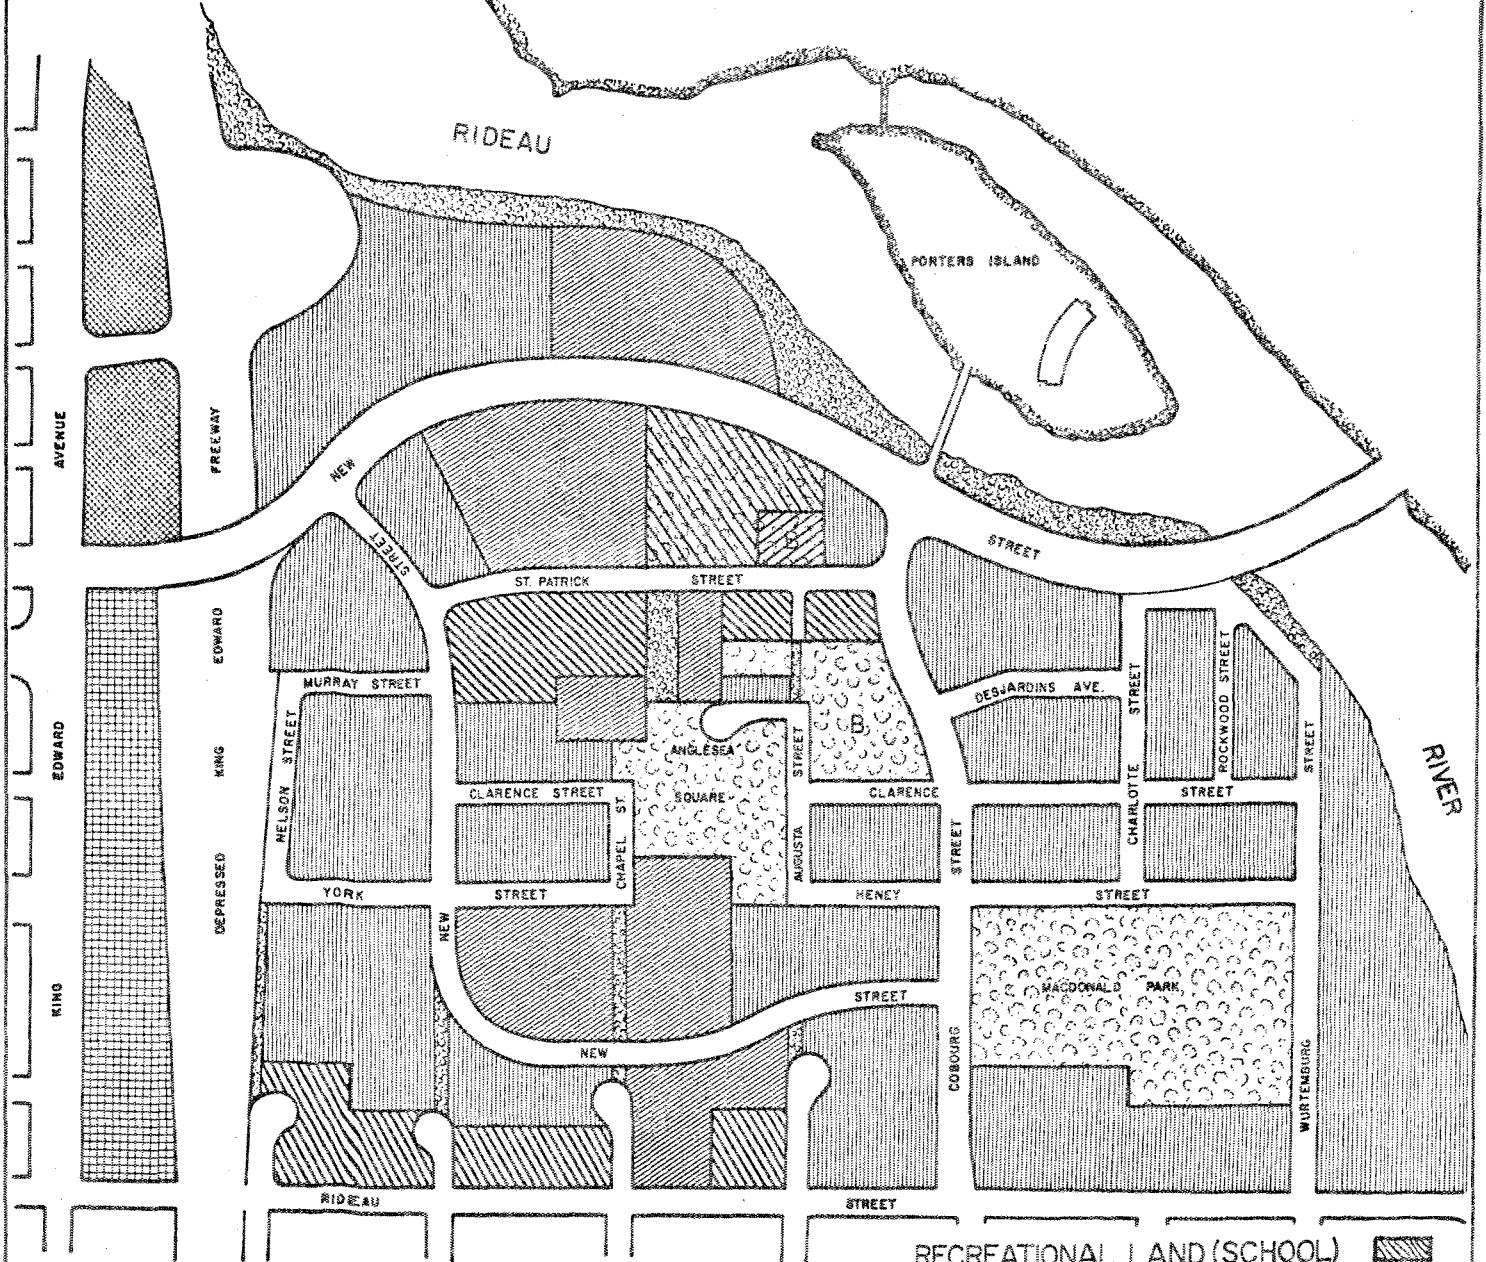 RIDEAU
PORTERS ISLAND
AVENUE
FREEWAY
NEW
STREET
STREET
ST. PATRICK STREET
EDWARD
MURRAY STREET
DESJARDINS AVE.
STREET
ROCKWOOD STREET
STREET
NELSON STREET
EDWARD
KING
B
B
ANGLESEA
SQUARE
STREET
RIVER
CLARENCE STREET
ST.
CLARENCE
STREET
CHARLOTTE
CHAPEL
AUGUSTA
STREET
DEPRESSED
YORK
STREET
HENEY
STREET
NEW
KING
STREET
MACDONALD PARK
NEW
COBOURG
WURTEMBURG
RIDEAU
STREET
RECREATIONAL LAND (SCHOOL)